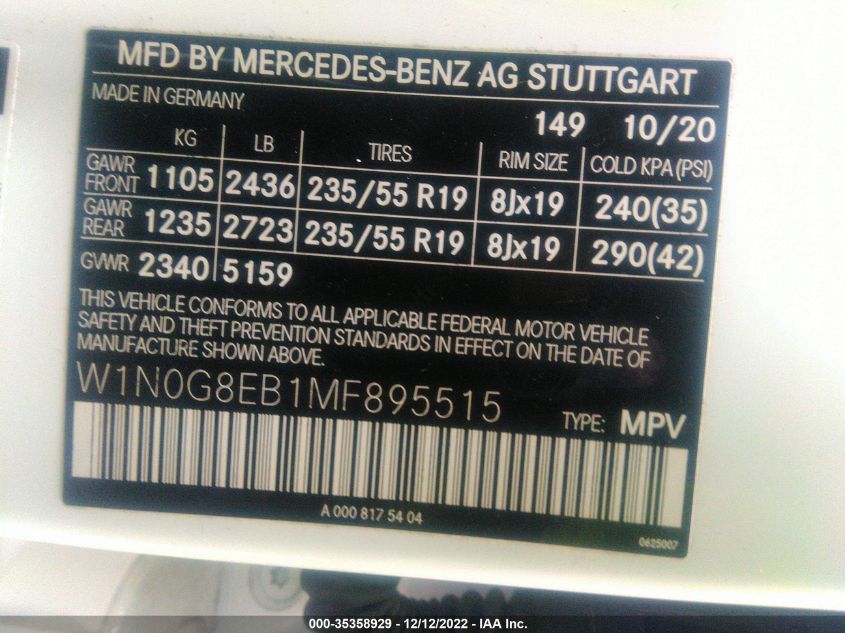 MFD BY MERCEDES-BENZ AG STUTTGART
MADE IN GERMANY
149 10/20
KG LB TIRES RIM SIZE COLD KPA (PSI)
GAWR FRONT 1105 2436 235/55 R19 8Jx19 240(35)
GAWR REAR 1235 2723 235/55 R19 8Jx19 290(42)
GVWR 2340 5159
THIS VEHICLE CONFORMS TO ALL APPLICABLE FEDERAL MOTOR VEHICLE
SAFETY AND THEFT PREVENTION STANDARDS IN EFFECT ON THE DATE OF
MANUFACTURE SHOWN ABOVE.
W1N0G8EB1MF895515
TYPE: MPV
A 000 817 54 04
0625007
000-35358929 - 12/12/2022 - IAA Inc.